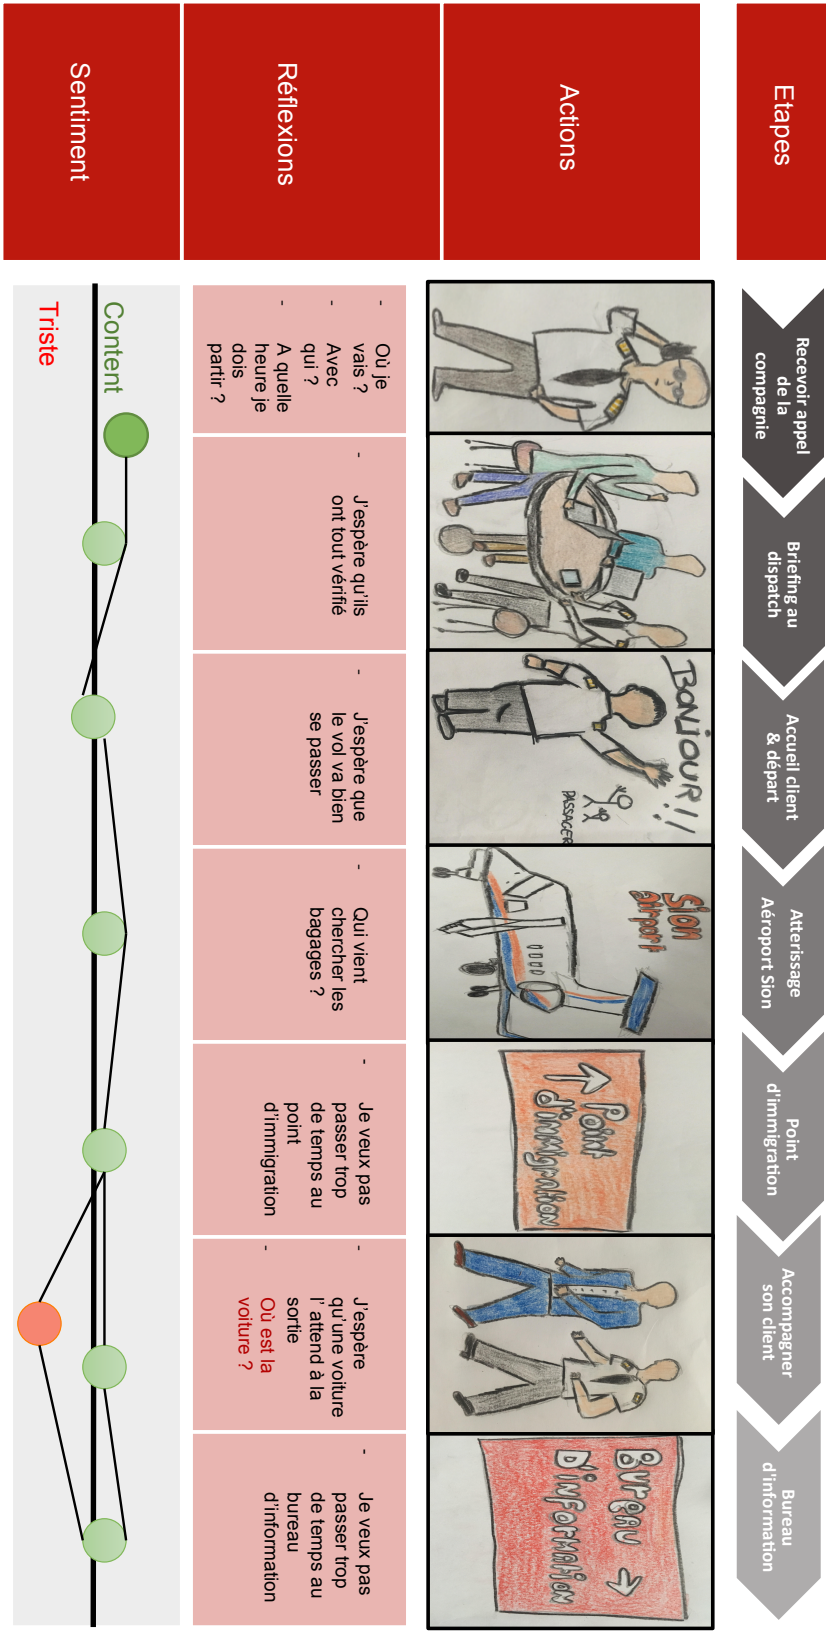 Etapes
Recevoir appel
de la
compagnie
Briefing au
dispatch
Accueil client
& départ
Atterissage
Aéroport Sion
Point
d'immigration
Accompagner
son client
Bureau
d'information
Actions
BONJOUR!!
PASSAGER
Sion
airport
Point
d'immigration
Bureau
D'information
Réflexions
- Où je
vais ?
- Avec
qui ?
- A quelle
heure je
dois
partir ?
- J'espère qu'ils
ont tout vérifié
- J'espère que
le vol va bien
se passer
- Qui vient
chercher les
bagages ?
- Je veux pas
passer trop
de temps au
point
d'immigration
- J'espère
qu'une voiture
l' attend à la
sortie
- Où est la
voiture ?
- Je veux pas
passer trop
de temps au
bureau
d'information
Sentiment
Content
Triste